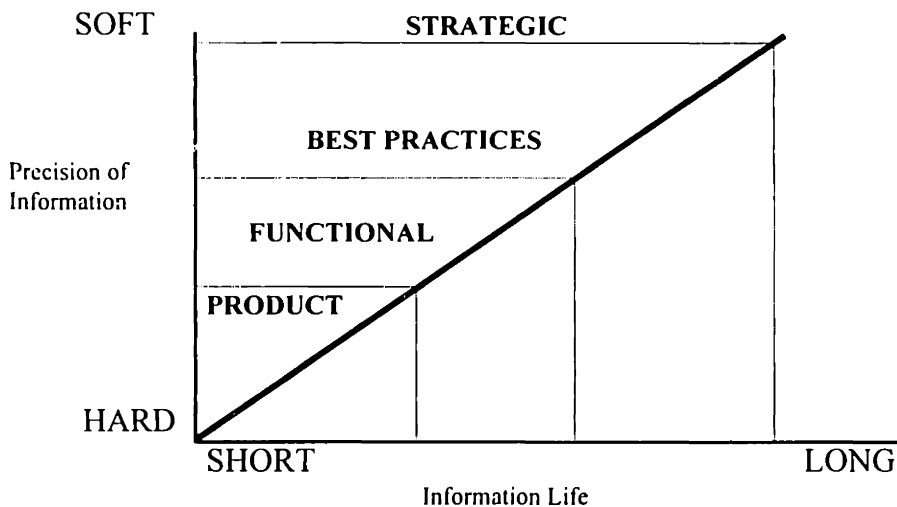 SOFT
STRATEGIC
BEST PRACTICES
Precision of
Information
FUNCTIONAL
PRODUCT
HARD
SHORT
LONG
Information Life